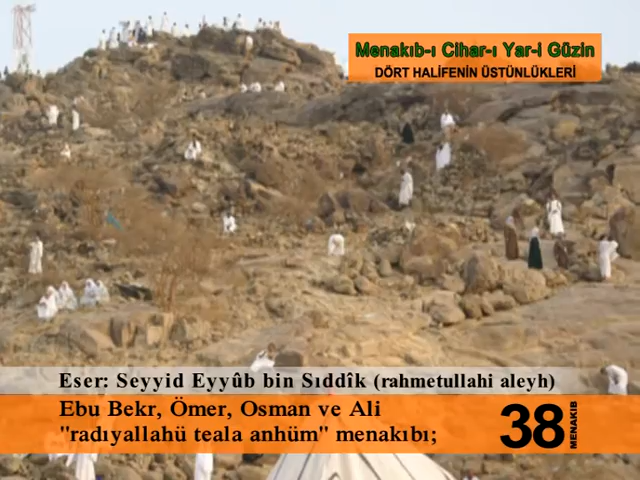 Menakıb-ı Cihar-ı Yar-i Güzin
DÖRT HALİFENİN ÜSTÜNLÜKLERİ
Eser: Seyyid Eyyûb bin Sıddîk (rahmetullahi aleyh)
Ebu Bekr, Ömer, Osman ve Ali
"radıyallahü teala anhüm" menakıbı;
38 MENAKIB